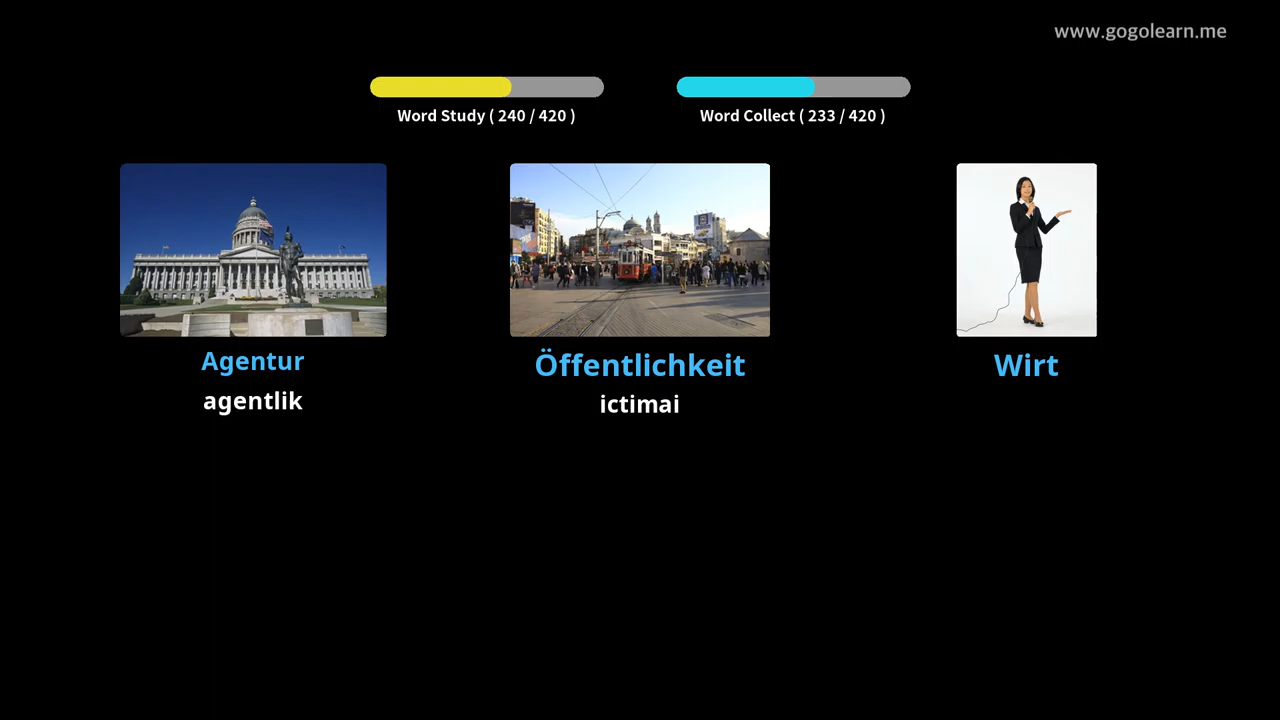 www.gogolearn.me
Word Study ( 240 / 420 )
Word Collect ( 233 / 420 )
Agentur
agentlik
Öffentlichkeit
ictimai
Wirt